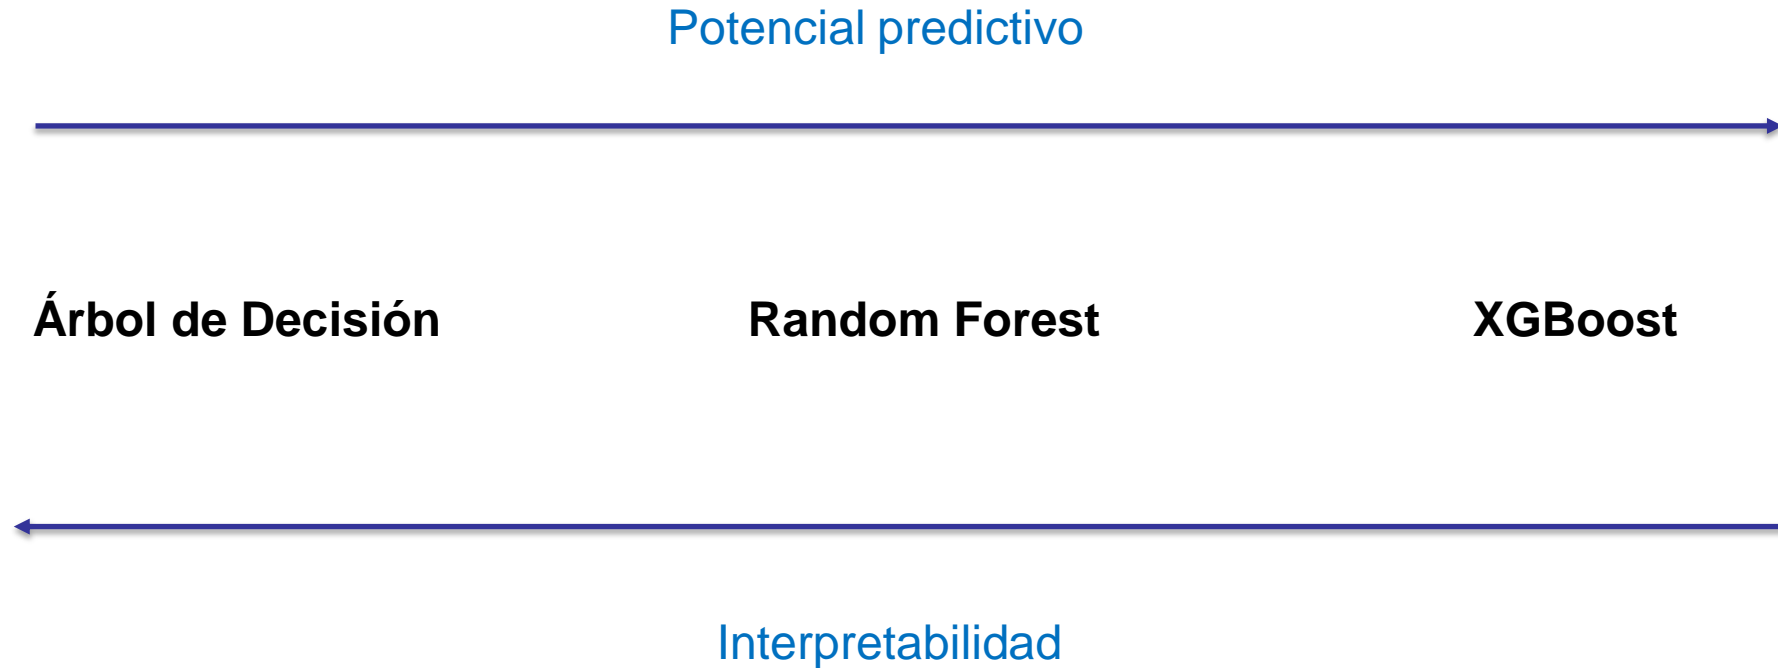 Potencial predictivo
Árbol de Decisión
Random Forest
XGBoost
Interpretabilidad